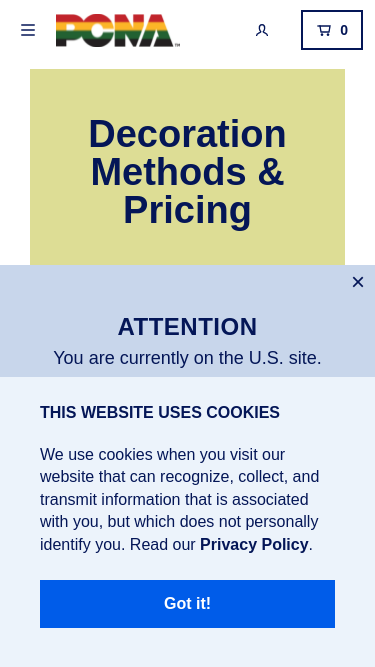 PCNA™
0
Decoration
Methods &
Pricing
×
ATTENTION
You are currently on the U.S. site.
THIS WEBSITE USES COOKIES
We use cookies when you visit our
website that can recognize, collect, and
transmit information that is associated
with you, but which does not personally
identify you. Read our Privacy Policy.
Got it!